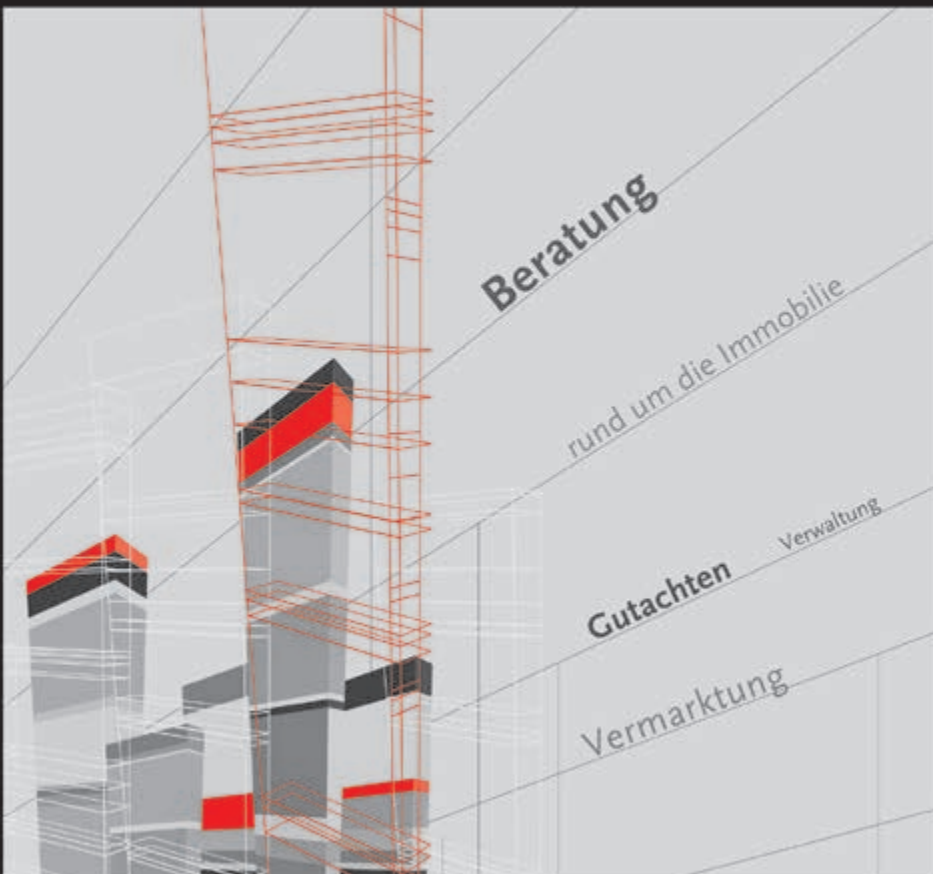 Beratung
rund um die Immobilie
Verwaltung
Gutachten
Vermarktung